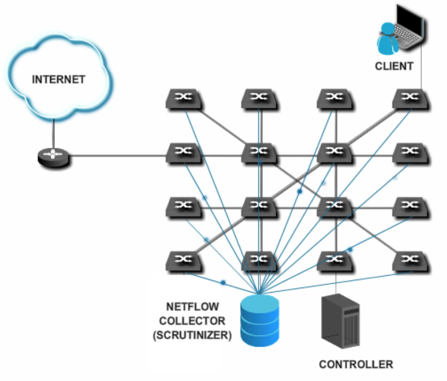 CLIENT
INTERNET
NETFLOW
COLLECTOR
(SCRUTINIZER)
CONTROLLER